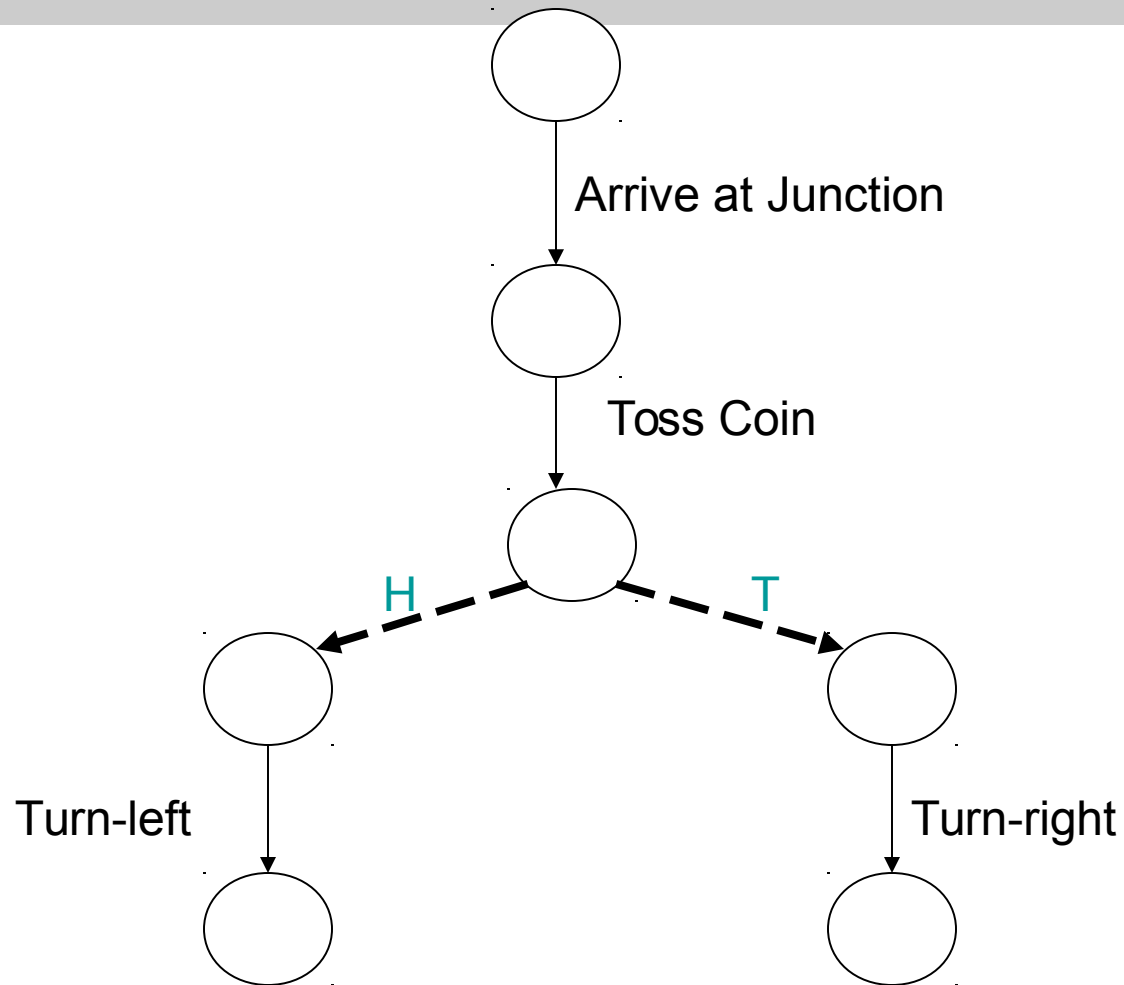 Arrive at Junction
Toss Coin
H
T
Turn-left
Turn-right